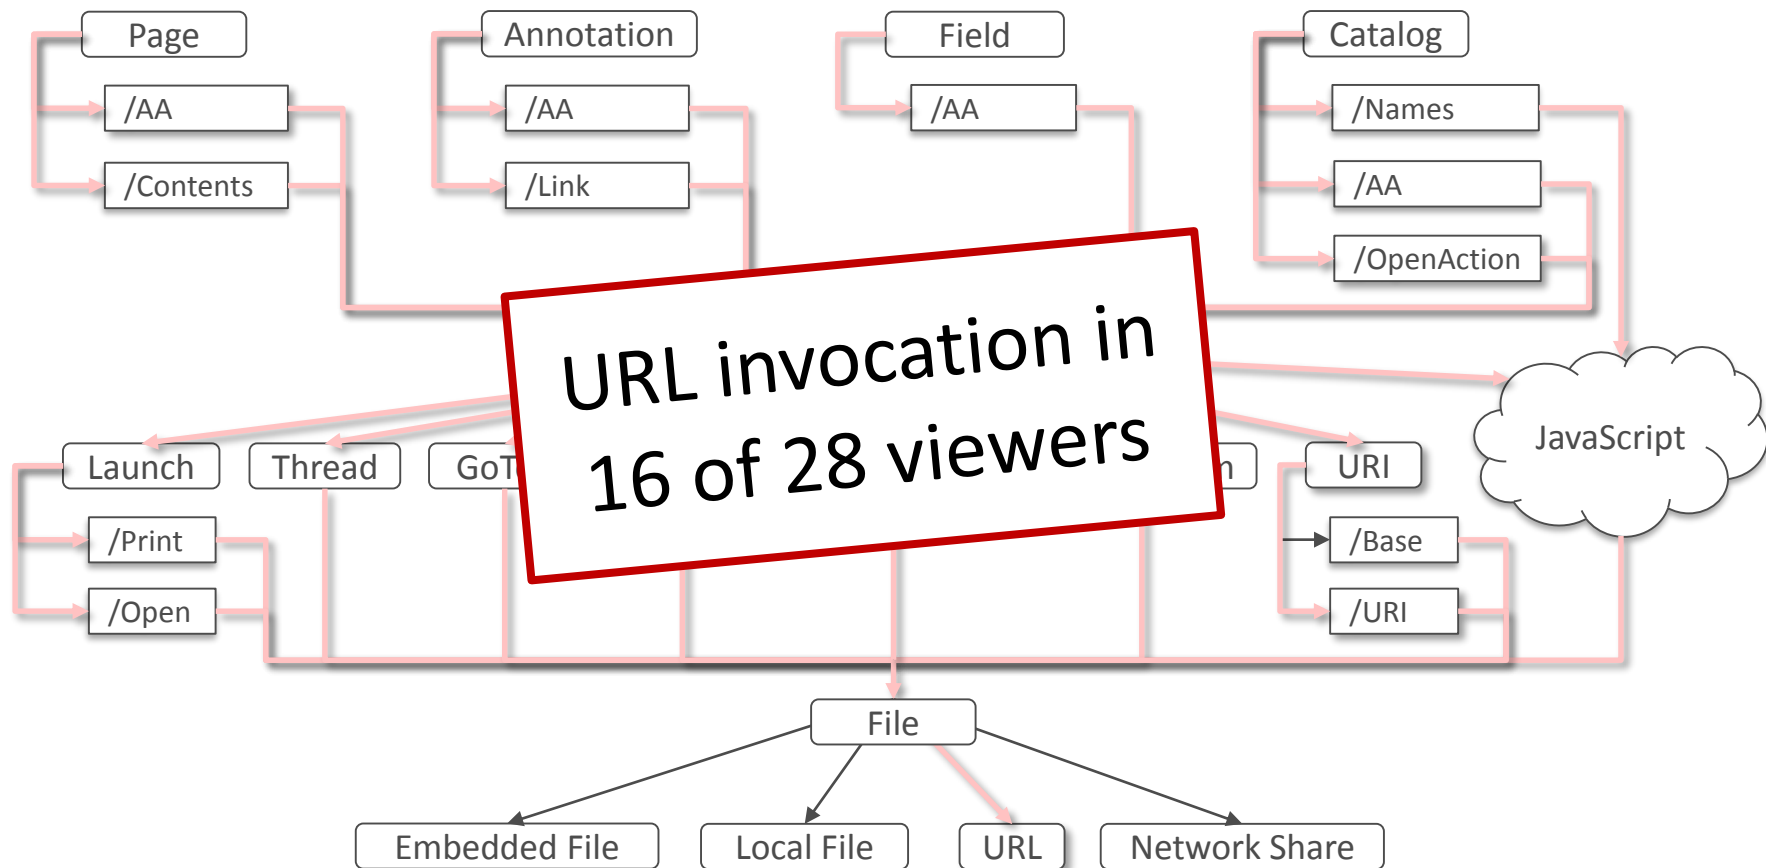 Page
Annotation
Field
Catalog
/AA
/AA
/AA
/Names
/Contents
/Link
/AA
/OpenAction
URL invocation in
16 of 28 viewers
JavaScript
Launch
Thread
URI
/Print
/Base
/Open
/URI
File
Embedded File
Local File
URL
Network Share